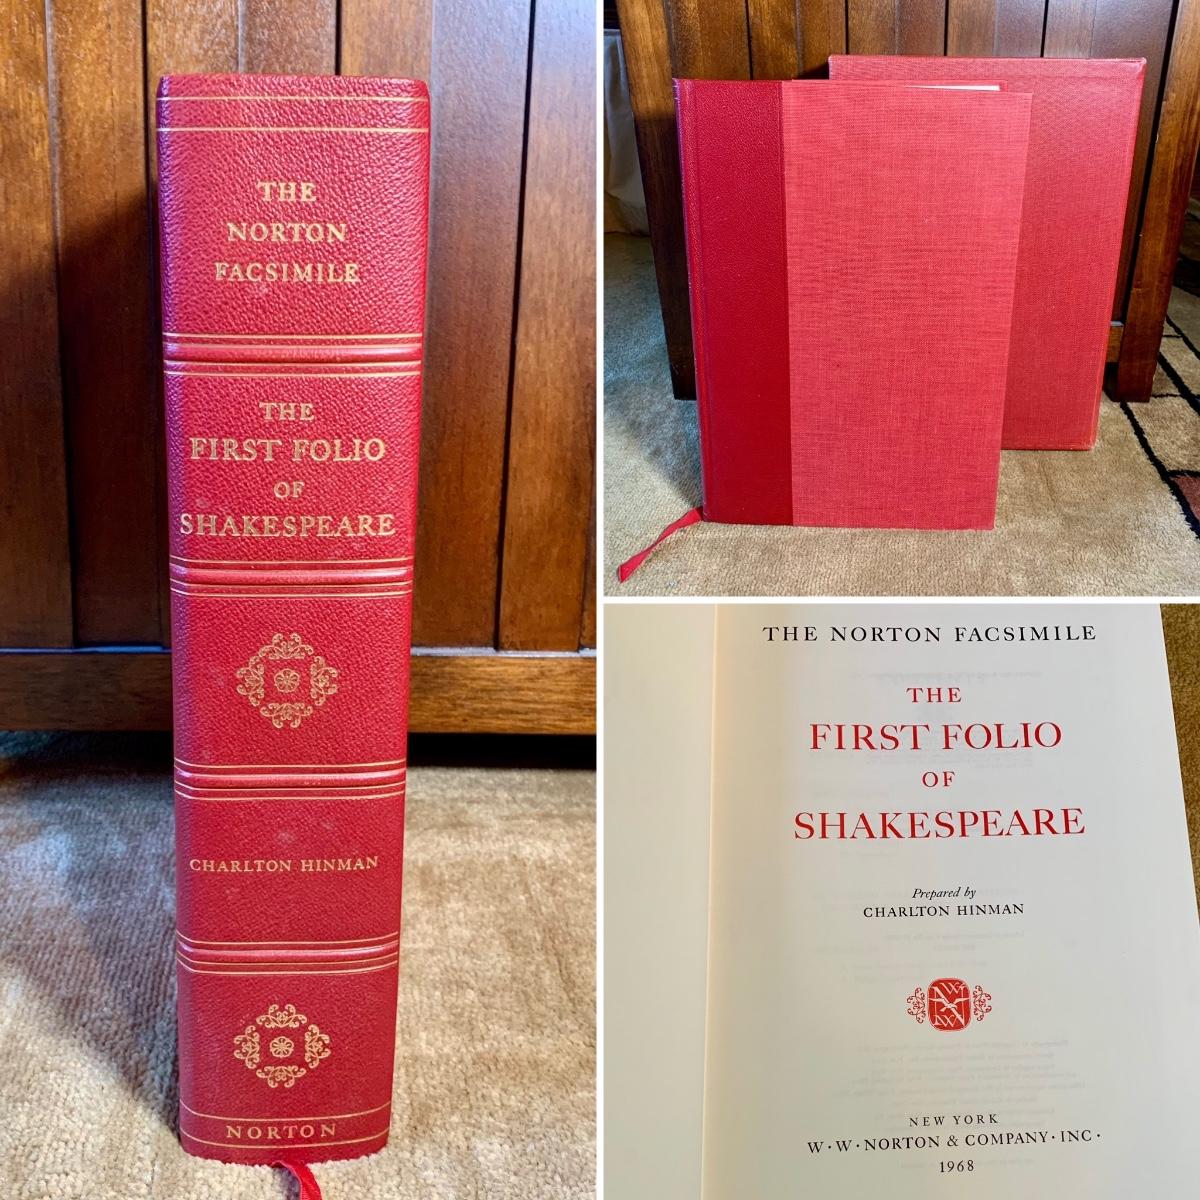 THE
NORTON
FACSIMILE
THE
FIRST FOLIO
OF
SHAKESPEARE
CHARLTON HINMAN
NORTON
THE NORTON FACSIMILE
THE
FIRST FOLIO
OF
SHAKESPEARE
Prepared by
CHARLTON HINMAN
NEW YORK
W·W·NORTON & COMPANY·INC·
1968